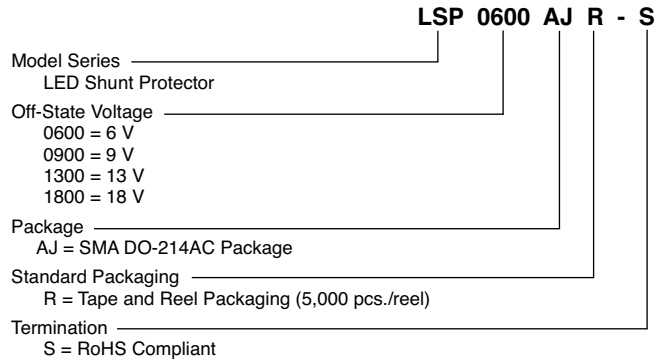 LSP 0600 AJ R - S
Model Series
LED Shunt Protector
Off-State Voltage
0600 = 6 V
0900 = 9 V
1300 = 13 V
1800 = 18 V
Package
AJ = SMA DO-214AC Package
Standard Packaging
R = Tape and Reel Packaging (5,000 pcs./reel)
Termination
S = RoHS Compliant